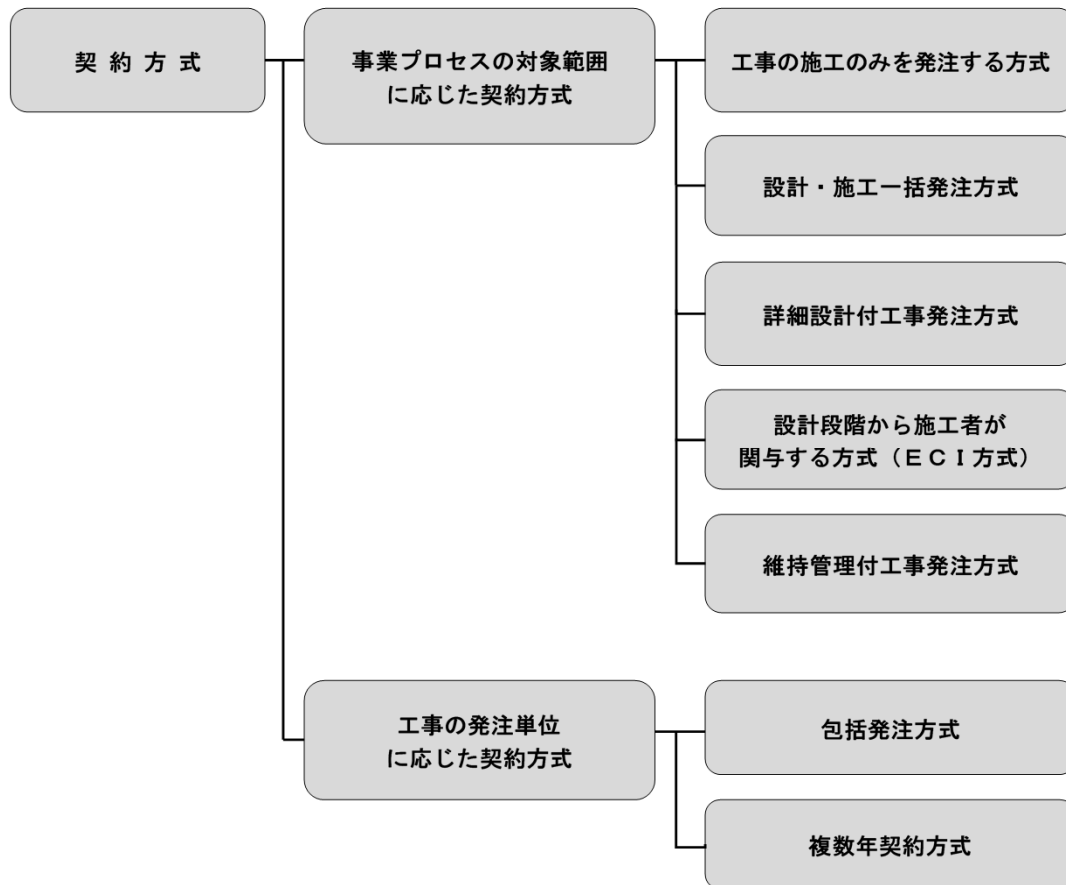 契約方式
事業プロセスの対象範囲
に応じた契約方式
工事の施工のみを発注する方式
設計・施工一括発注方式
詳細設計付工事発注方式
設計段階から施工者が
関与する方式（ＥＣＩ方式）
維持管理付工事発注方式
工事の発注単位
に応じた契約方式
包括発注方式
複数年契約方式